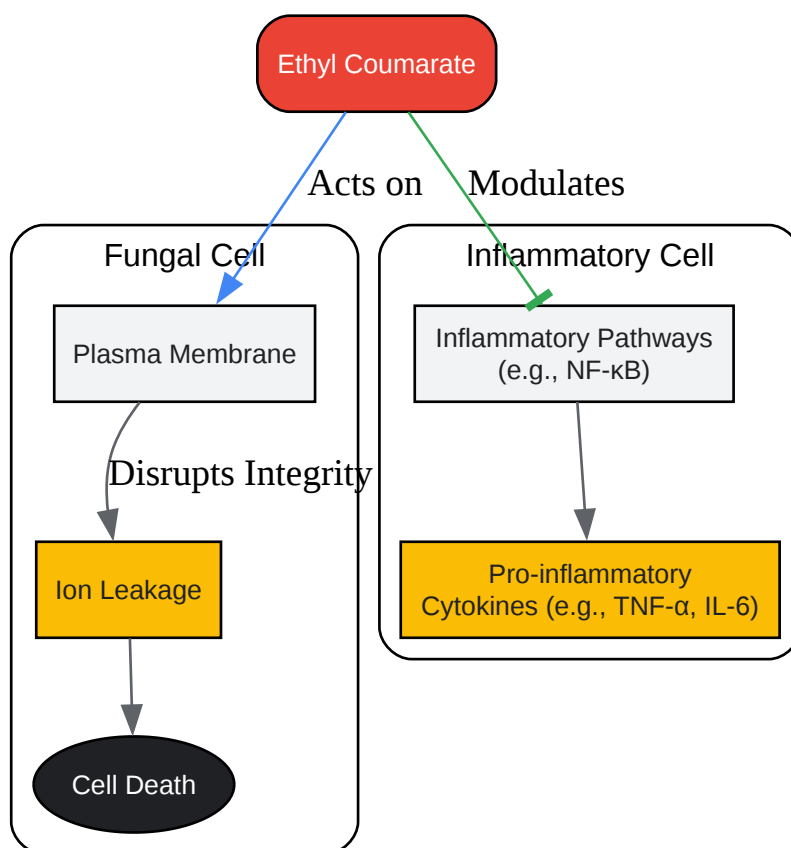 Ethyl Coumarate
Acts on
Modulates
Fungal Cell
Inflammatory Cell
Plasma Membrane
Inflammatory Pathways
(e.g., NF-κB)
Disrupts Integrity
Ion Leakage
Pro-inflammatory
Cytokines (e.g., TNF-α, IL-6)
Cell Death